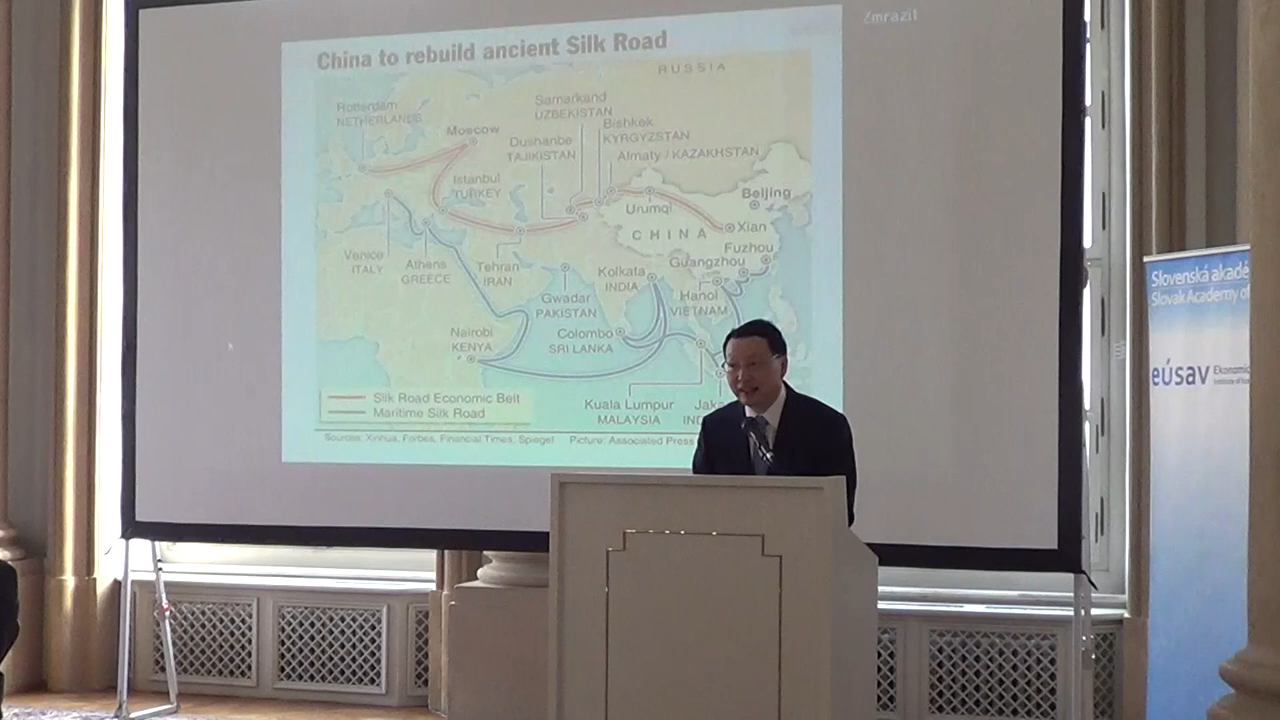 Zmrazit
China to rebuild ancient Silk Road
RUSSIA
Rotterdam
NETHERLANDS
Moscow
Samarkand
UZBEKISTAN
Bishkek
KYRGYZSTAN
Dushanbe
TAJIKISTAN
Almaty / KAZAKHSTAN
Istanbul
TURKEY
Urumqi
Beijing
CHINA
Xian
Fuzhou
Guangzhou
Venice
ITALY
Athens
GREECE
Tehran
IRAN
Gwadar
PAKISTAN
Kolkata
INDIA
Hanoi
VIETNAM
Nairobi
KENYA
Colombo
SRI LANKA
Kuala Lumpur
MALAYSIA
Jaka
IND
Silk Road Economic Belt
Maritime Silk Road
Sources: Xinhua, Forbes, Financial Times, Spiegel Picture: Associated Press
Slovenská akadé
Slovak Academy of
eúsav
Ekonomic